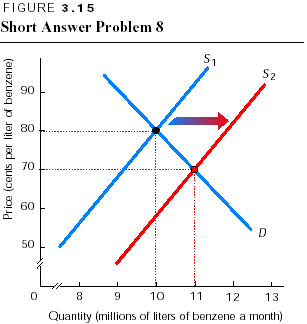 FIGURE 3.15
Short Answer Problem 8
Price (cents per liter of benzene)
90
80
70
60
50
0
8
9
10
11
12
13
S1
S2
D
Quantity (millions of liters of benzene a month)